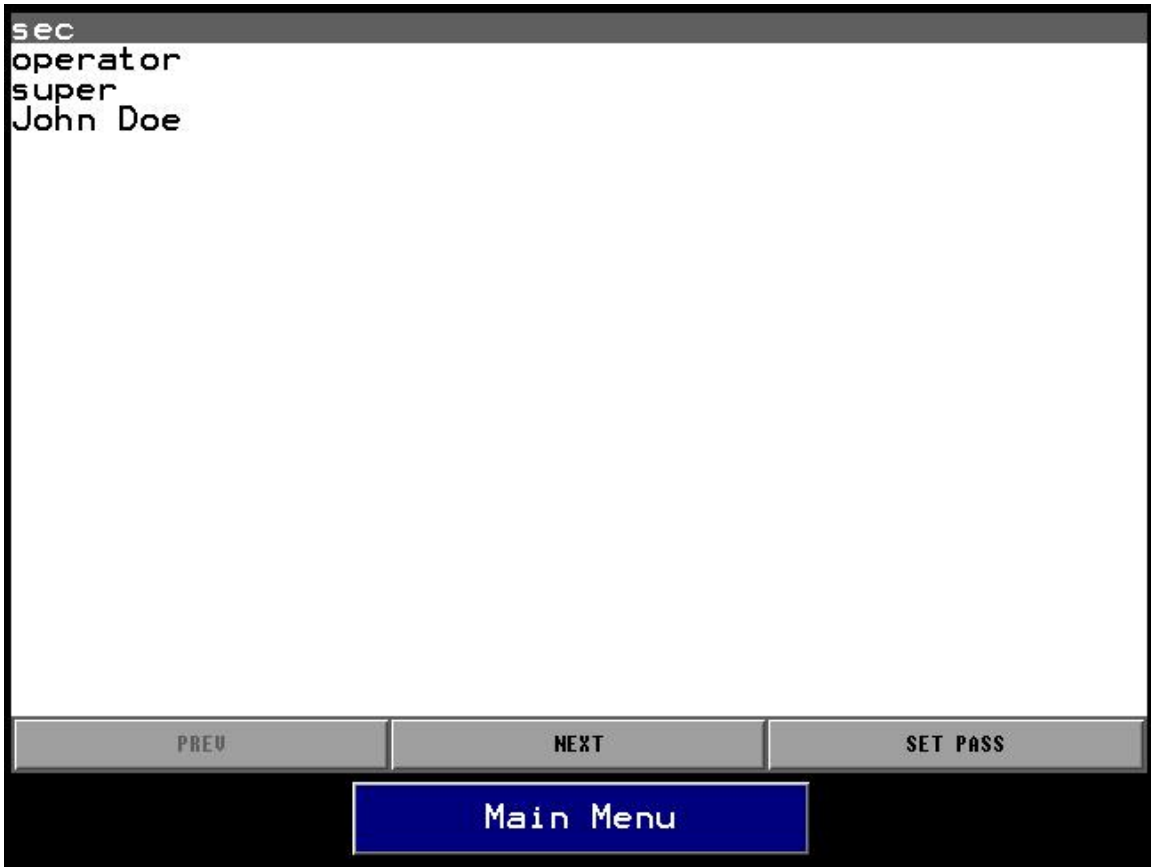 sec
operator
super
John Doe
PREV NEXT SET PASS
Main Menu